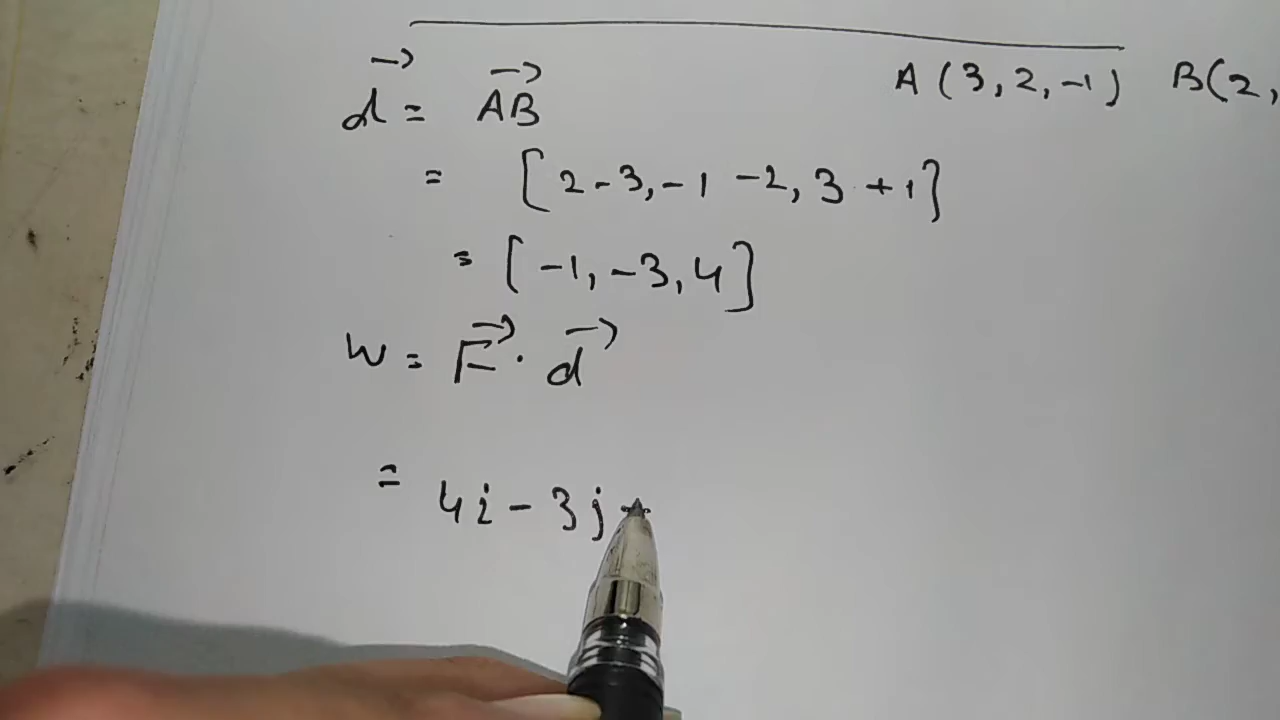 A (3, 2, -1) B(2,
d⃗ = AB⃗
= [2 - 3, -1 - 2, 3 + 1]
= [-1, -3, 4]
W = F⃗ · d⃗
= 4i - 3j